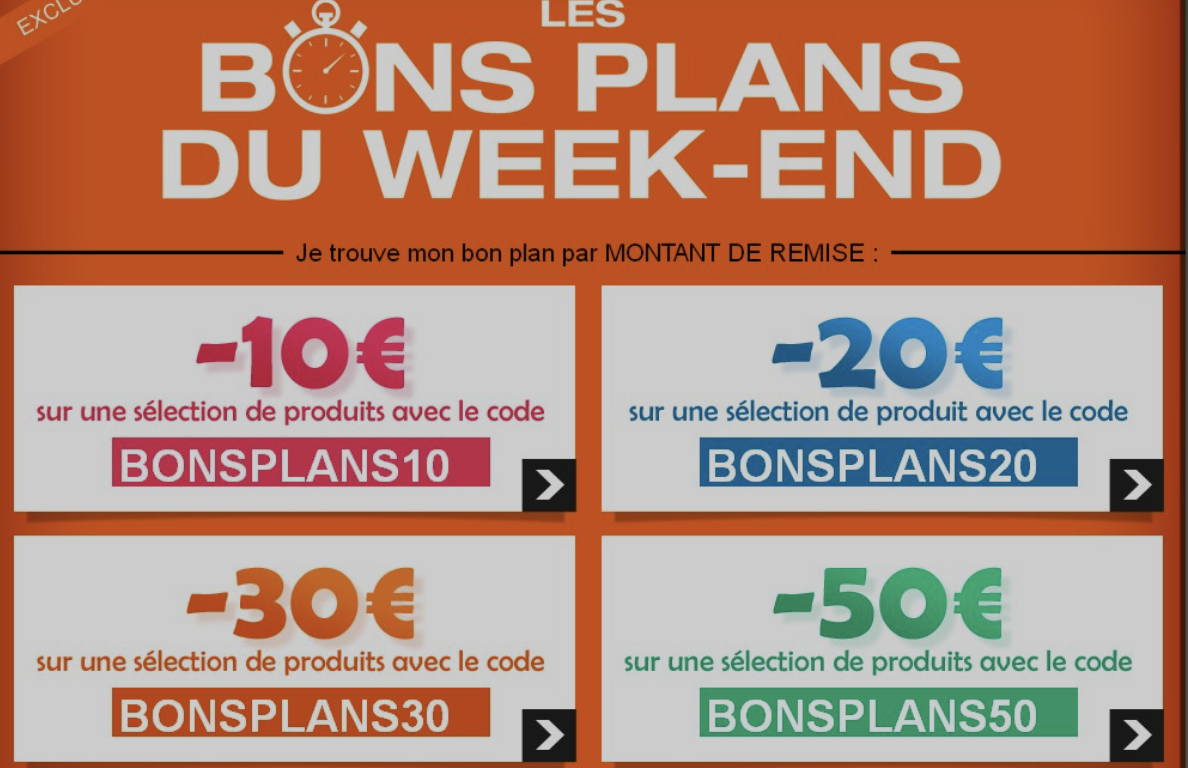 LES
BONS PLANS
DU WEEK-END
Je trouve mon bon plan par MONTANT DE REMISE :
-10€
sur une sélection de produits avec le code
BONSPLANS10
-20€
sur une sélection de produit avec le code
BONSPLANS20
-30€
sur une sélection de produits avec le code
BONSPLANS30
-50€
sur une sélection de produits avec le code
BONSPLANS50